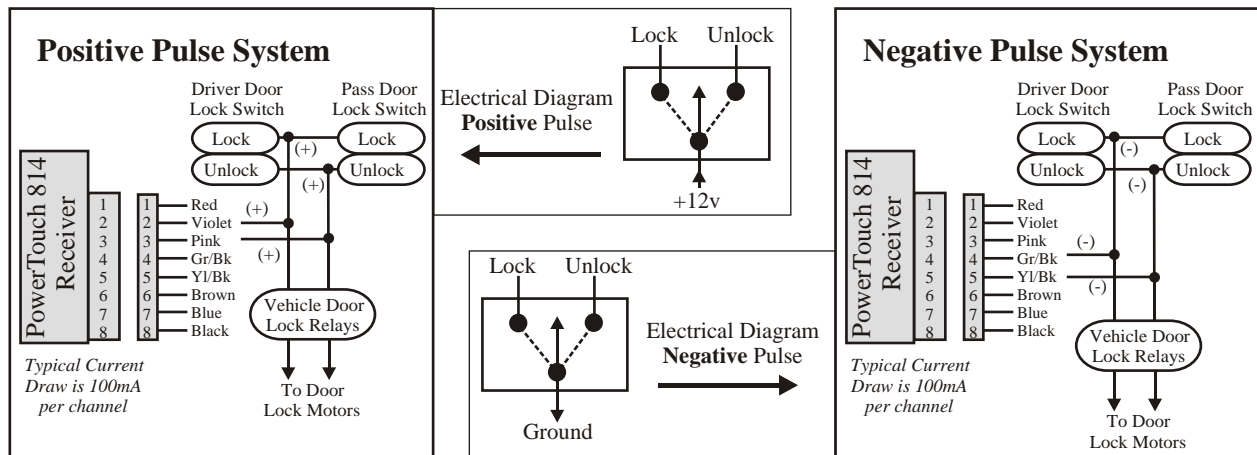 Positive Pulse System
Driver Door
Lock Switch
Pass Door
Lock Switch
Lock
Lock
(+)
Unlock
Unlock
(+)
PowerTouch 814
Receiver
1
2
3
4
5
6
7
8
1
2
3
4
5
6
7
8
Red
Violet
Pink
Gr/Bk
Yl/Bk
Brown
Blue
Black
(+)
(+)
Vehicle Door
Lock Relays
Typical Current
Draw is 100mA
per channel
To Door
Lock Motors
Lock
Unlock
Electrical Diagram
Positive Pulse
+12v
Lock
Unlock
Electrical Diagram
Negative Pulse
Ground
Negative Pulse System
Driver Door
Lock Switch
Pass Door
Lock Switch
Lock
Lock
(-)
Unlock
Unlock
(-)
PowerTouch 814
Receiver
1
2
3
4
5
6
7
8
1
2
3
4
5
6
7
8
Red
Violet
Pink
Gr/Bk
Yl/Bk
Brown
Blue
Black
(-)
(-)
Vehicle Door
Lock Relays
Typical Current
Draw is 100mA
per channel
To Door
Lock Motors